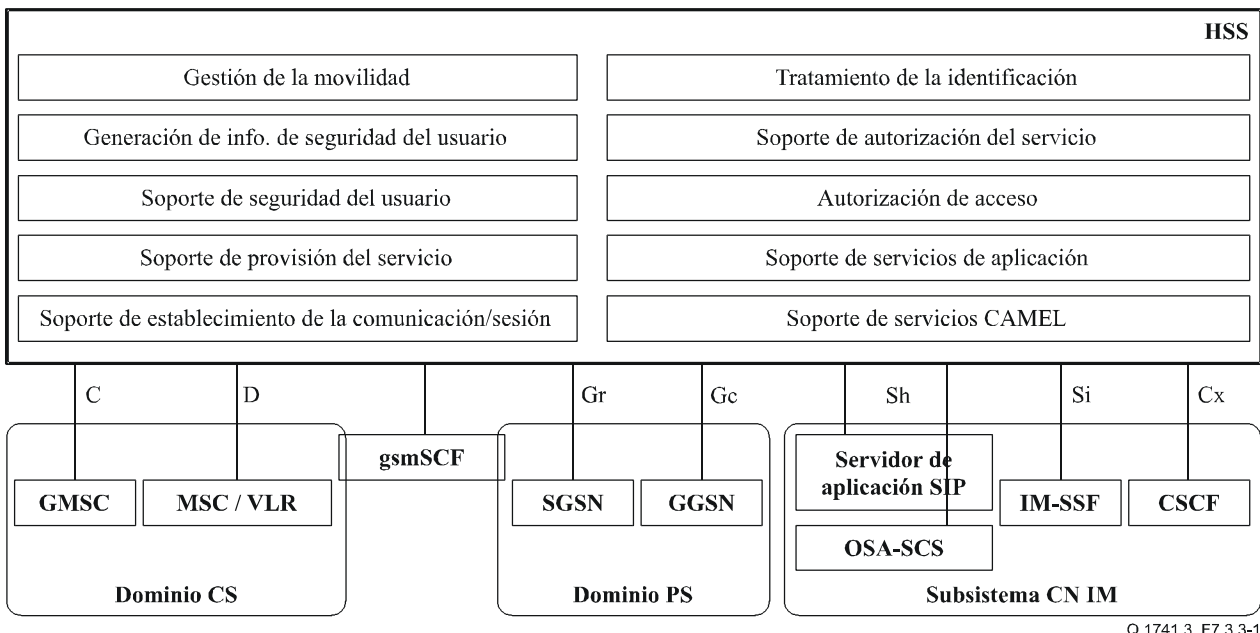 HSS
Gestión de la movilidad
Tratamiento de la identificación
Generación de info. de seguridad del usuario
Soporte de autorización del servicio
Soporte de seguridad del usuario
Autorización de acceso
Soporte de provisión del servicio
Soporte de servicios de aplicación
Soporte de establecimiento de la comunicación/sesión
Soporte de servicios CAMEL
C
D
Gr
Gc
Sh
Si
Cx
gsmSCF
Servidor de
aplicación SIP
GMSC
MSC / VLR
SGSN
GGSN
IM-SSF
CSCF
OSA-SCS
Dominio CS
Dominio PS
Subsistema CN IM
Q.1741.3_F7.3.3-1